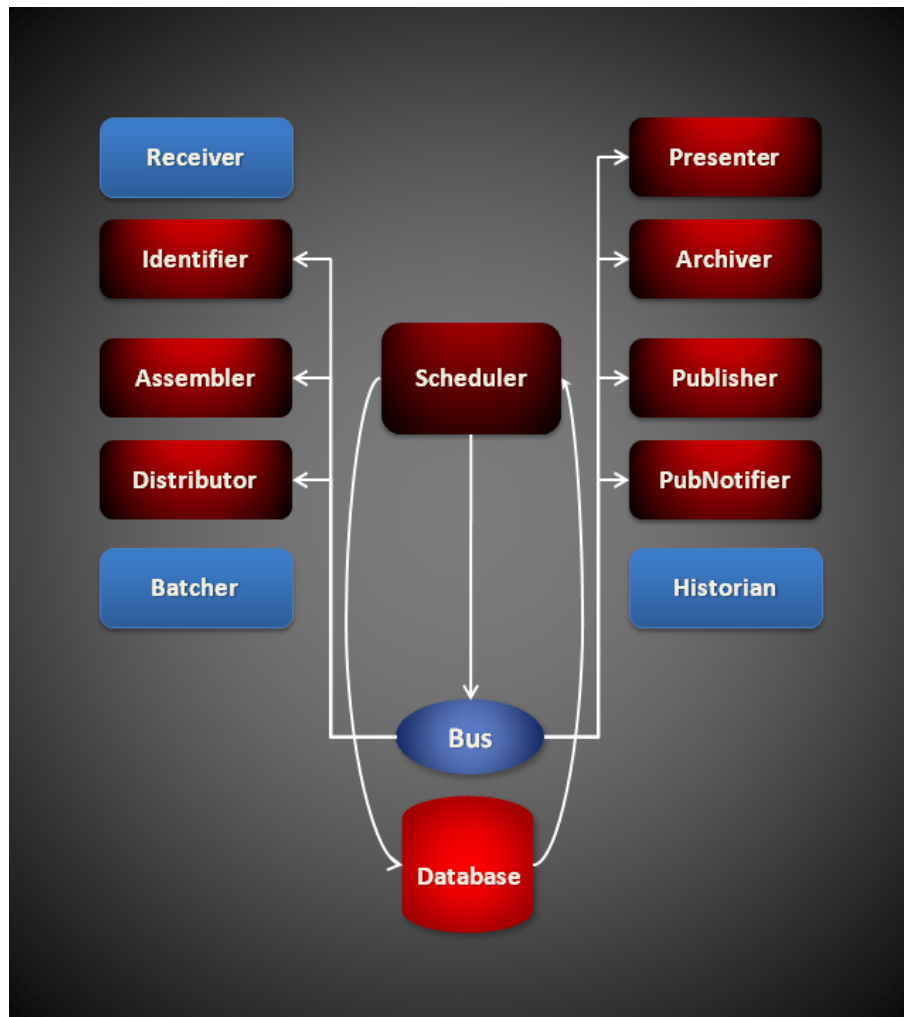 Receiver
Presenter
Identifier
Archiver
Assembler
Scheduler
Publisher
Distributor
PubNotifier
Batcher
Historian
Bus
Database